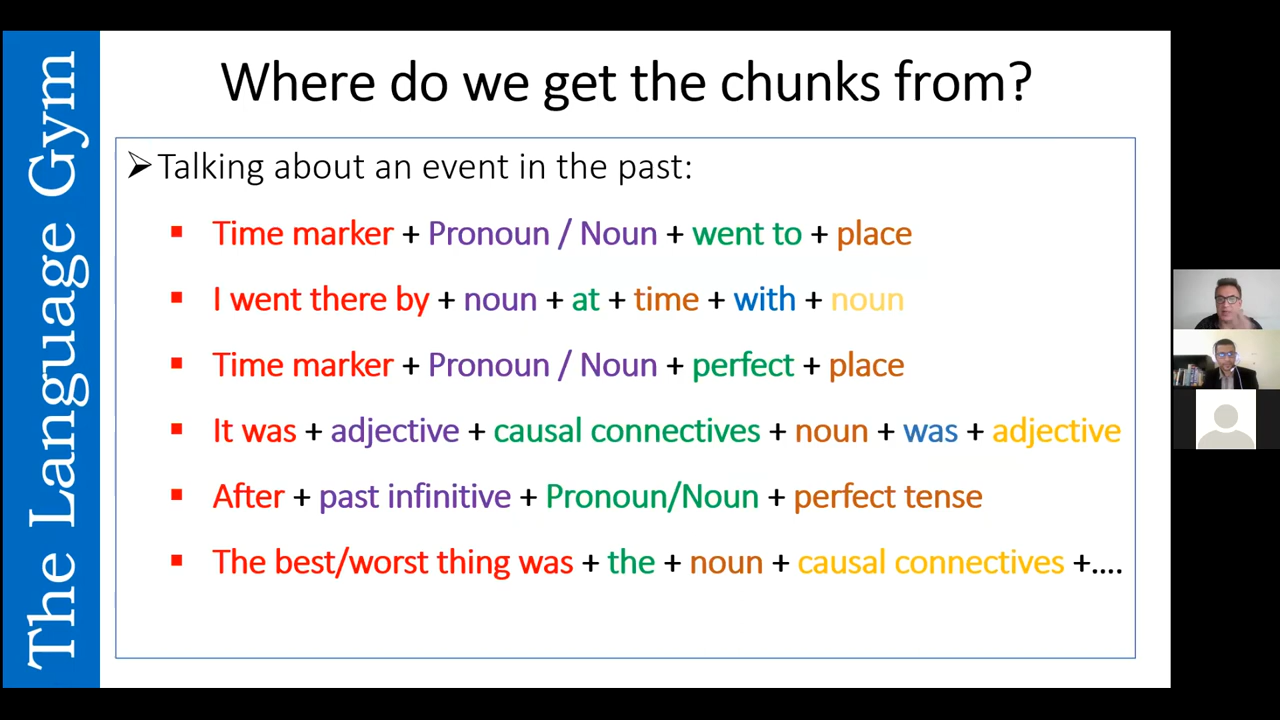 The Language Gym
Where do we get the chunks from?
➢Talking about an event in the past:
▪ Time marker + Pronoun / Noun + went to + place
▪ I went there by + noun + at + time + with + noun
▪ Time marker + Pronoun / Noun + perfect + place
▪ It was + adjective + causal connectives + noun + was + adjective
▪ After + past infinitive + Pronoun/Noun + perfect tense
▪ The best/worst thing was + the + noun + causal connectives +....